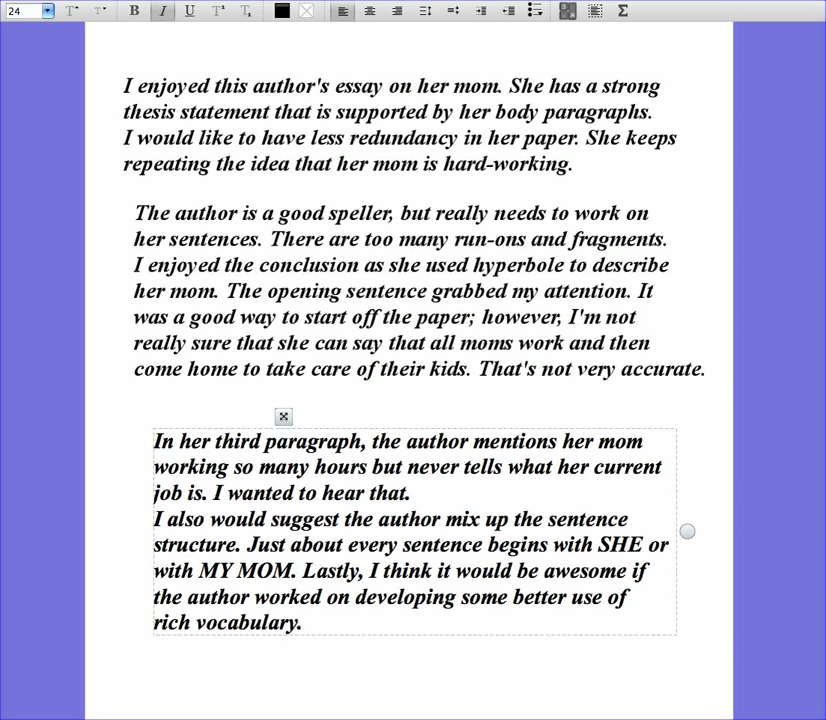 24
B I U T T
I enjoyed this author's essay on her mom. She has a strong
thesis statement that is supported by her body paragraphs.
I would like to have less redundancy in her paper. She keeps
repeating the idea that her mom is hard-working.
The author is a good speller, but really needs to work on
her sentences. There are too many run-ons and fragments.
I enjoyed the conclusion as she used hyperbole to describe
her mom. The opening sentence grabbed my attention. It
was a good way to start off the paper; however, I'm not
really sure that she can say that all moms work and then
come home to take care of their kids. That's not very accurate.
In her third paragraph, the author mentions her mom
working so many hours but never tells what her current
job is. I wanted to hear that.
I also would suggest the author mix up the sentence
structure. Just about every sentence begins with SHE or
with MY MOM. Lastly, I think it would be awesome if
the author worked on developing some better use of
rich vocabulary.